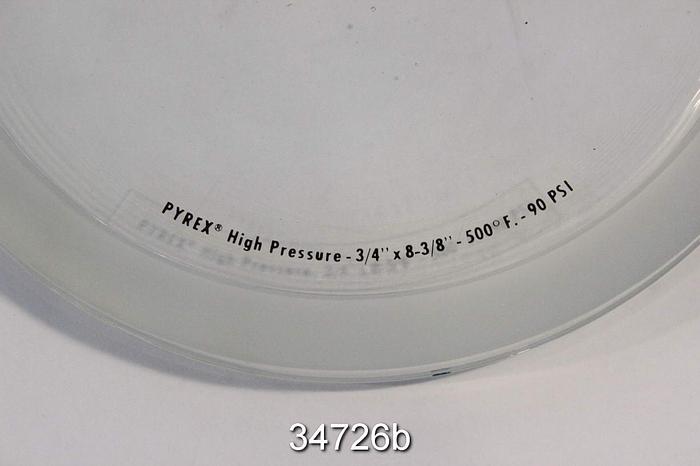 PYREX® High Pressure - 3/4'' x 8-3/8'' - 500° F. - 90 PSI
34726b